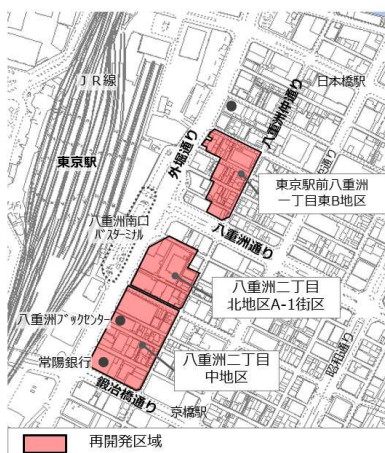 ＪＲ線
日本橋駅
外堀通り
八重洲仲通り
東京駅
東京駅前八重洲
一丁目東B地区
八重洲南口
バスターミナル
八重洲通り
八重洲二丁目
北地区A-1街区
八重洲ブックセンター
八重洲二丁目
中地区
昭和通り
常陽銀行
鍛冶橋通り
京橋駅
再開発区域